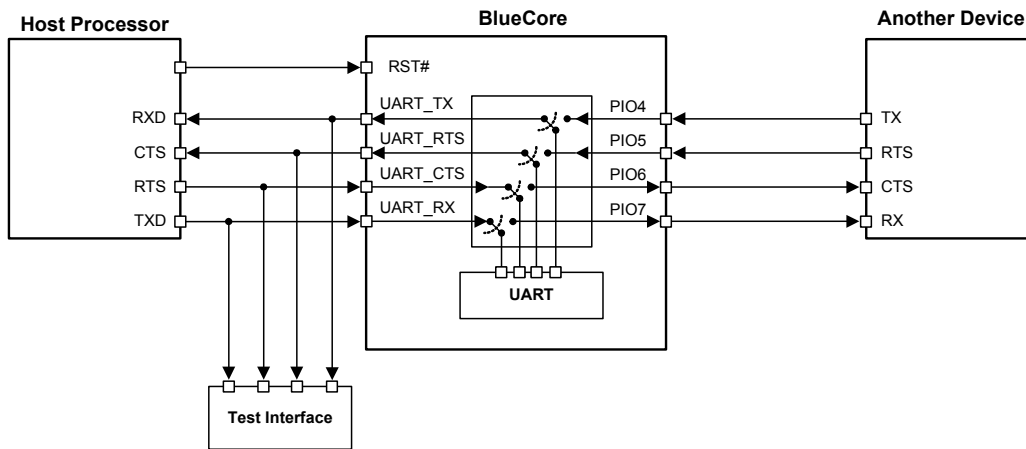 Host Processor
BlueCore
Another Device
RST#
RXD
UART_TX
PIO4
TX
CTS
UART_RTS
PIO5
RTS
RTS
UART_CTS
PIO6
CTS
TXD
UART_RX
PIO7
RX
UART
Test Interface